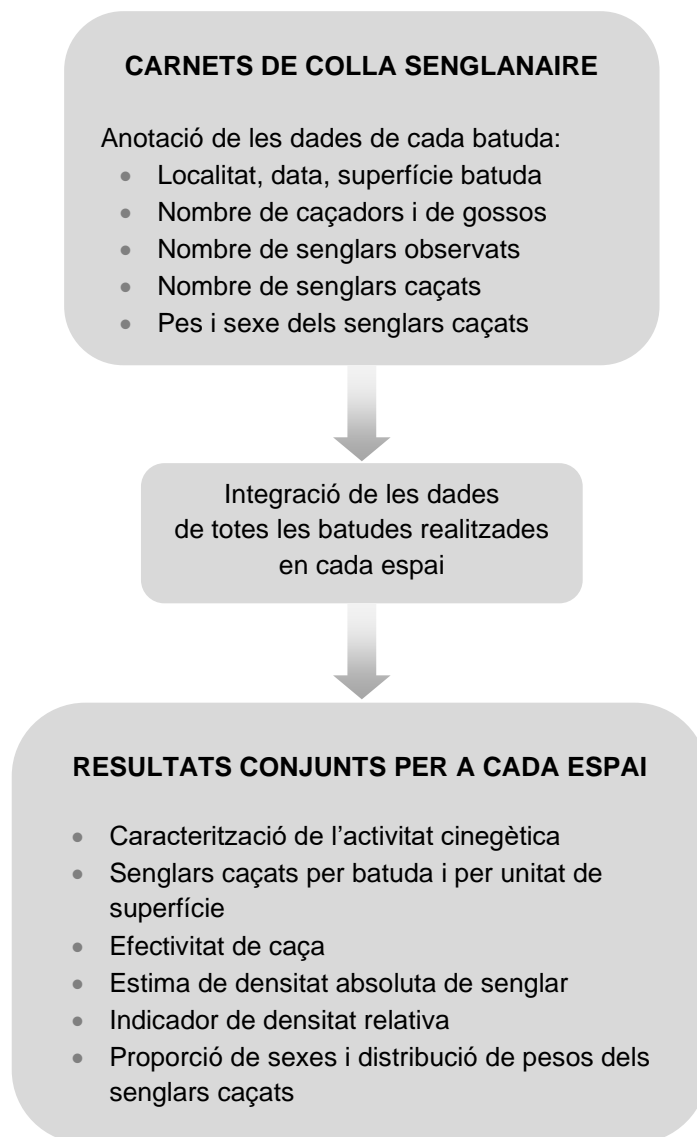 CARNETS DE COLLA SENGLANAIRE
Anotació de les dades de cada batuda:
• Localitat, data, superfície batuda
• Nombre de caçadors i de gossos
• Nombre de senglars observats
• Nombre de senglars caçats
• Pes i sexe dels senglars caçats
Integració de les dades
de totes les batudes realitzades
en cada espai
RESULTATS CONJUNTS PER A CADA ESPAI
• Caracterització de l’activitat cinegètica
• Senglars caçats per batuda i per unitat de
superfície
• Efectivitat de caça
• Estima de densitat absoluta de senglar
• Indicador de densitat relativa
• Proporció de sexes i distribució de pesos dels
senglars caçats